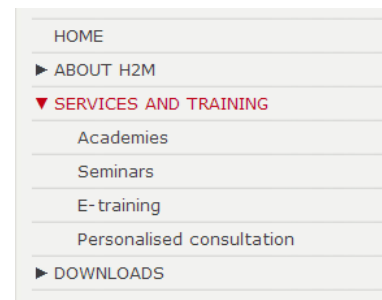 HOME
ABOUT H2M
SERVICES AND TRAINING
Academies
Seminars
E-training
Personalised consultation
DOWNLOADS